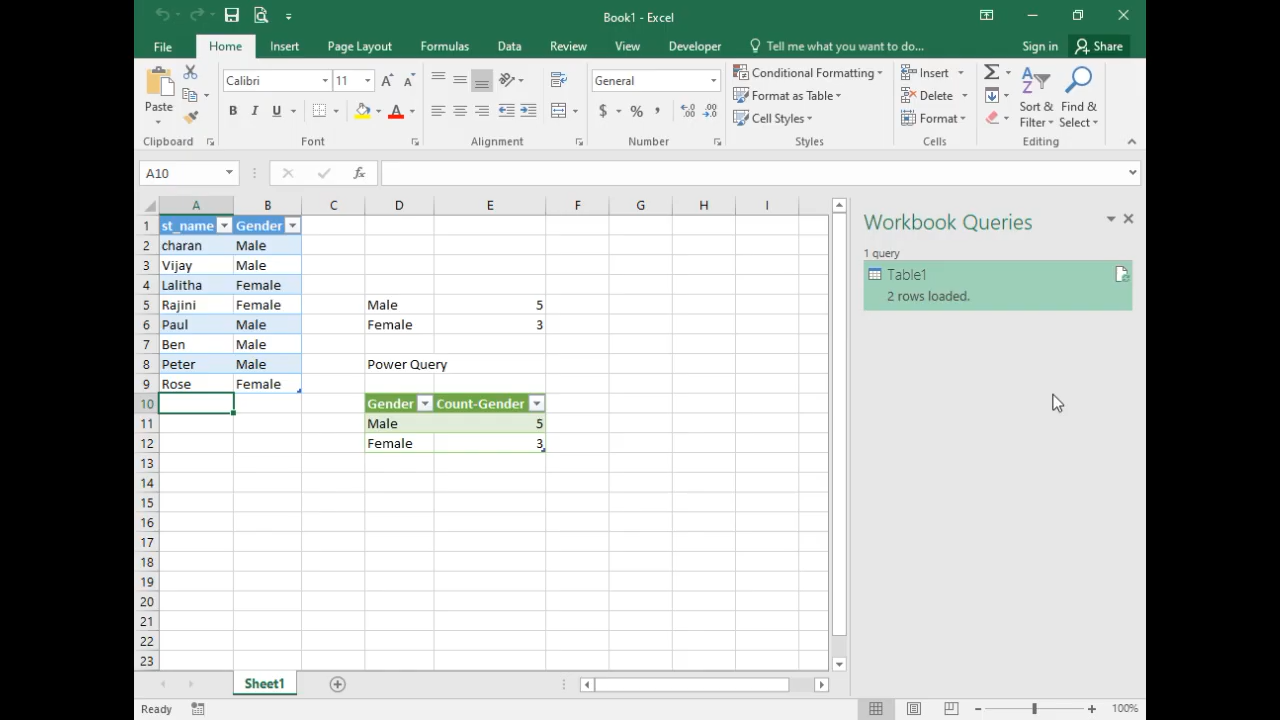 Book1 - Excel
File Home Insert Page Layout Formulas Data Review View Developer Tell me what you want to do... Sign in Share
Paste
Calibri 11
B I U A
General
$ % ,
Conditional Formatting
Format as Table
Cell Styles
Insert
Delete
Format
Sort & Filter
Find & Select
Clipboard Font Alignment Number Styles Cells Editing
A10 fx
A B C D E F G H I
1 st_name Gender
2 charan Male
3 Vijay Male
4 Lalitha Female
5 Rajini Female Male 5
6 Paul Male Female 3
7 Ben Male
8 Peter Male Power Query
9 Rose Female
10 Gender Count-Gender
11 Male 5
12 Female 3
13
14
15
16
17
18
19
20
21
22
23
Workbook Queries
1 query
Table1
2 rows loaded.
Sheet1
Ready 100%